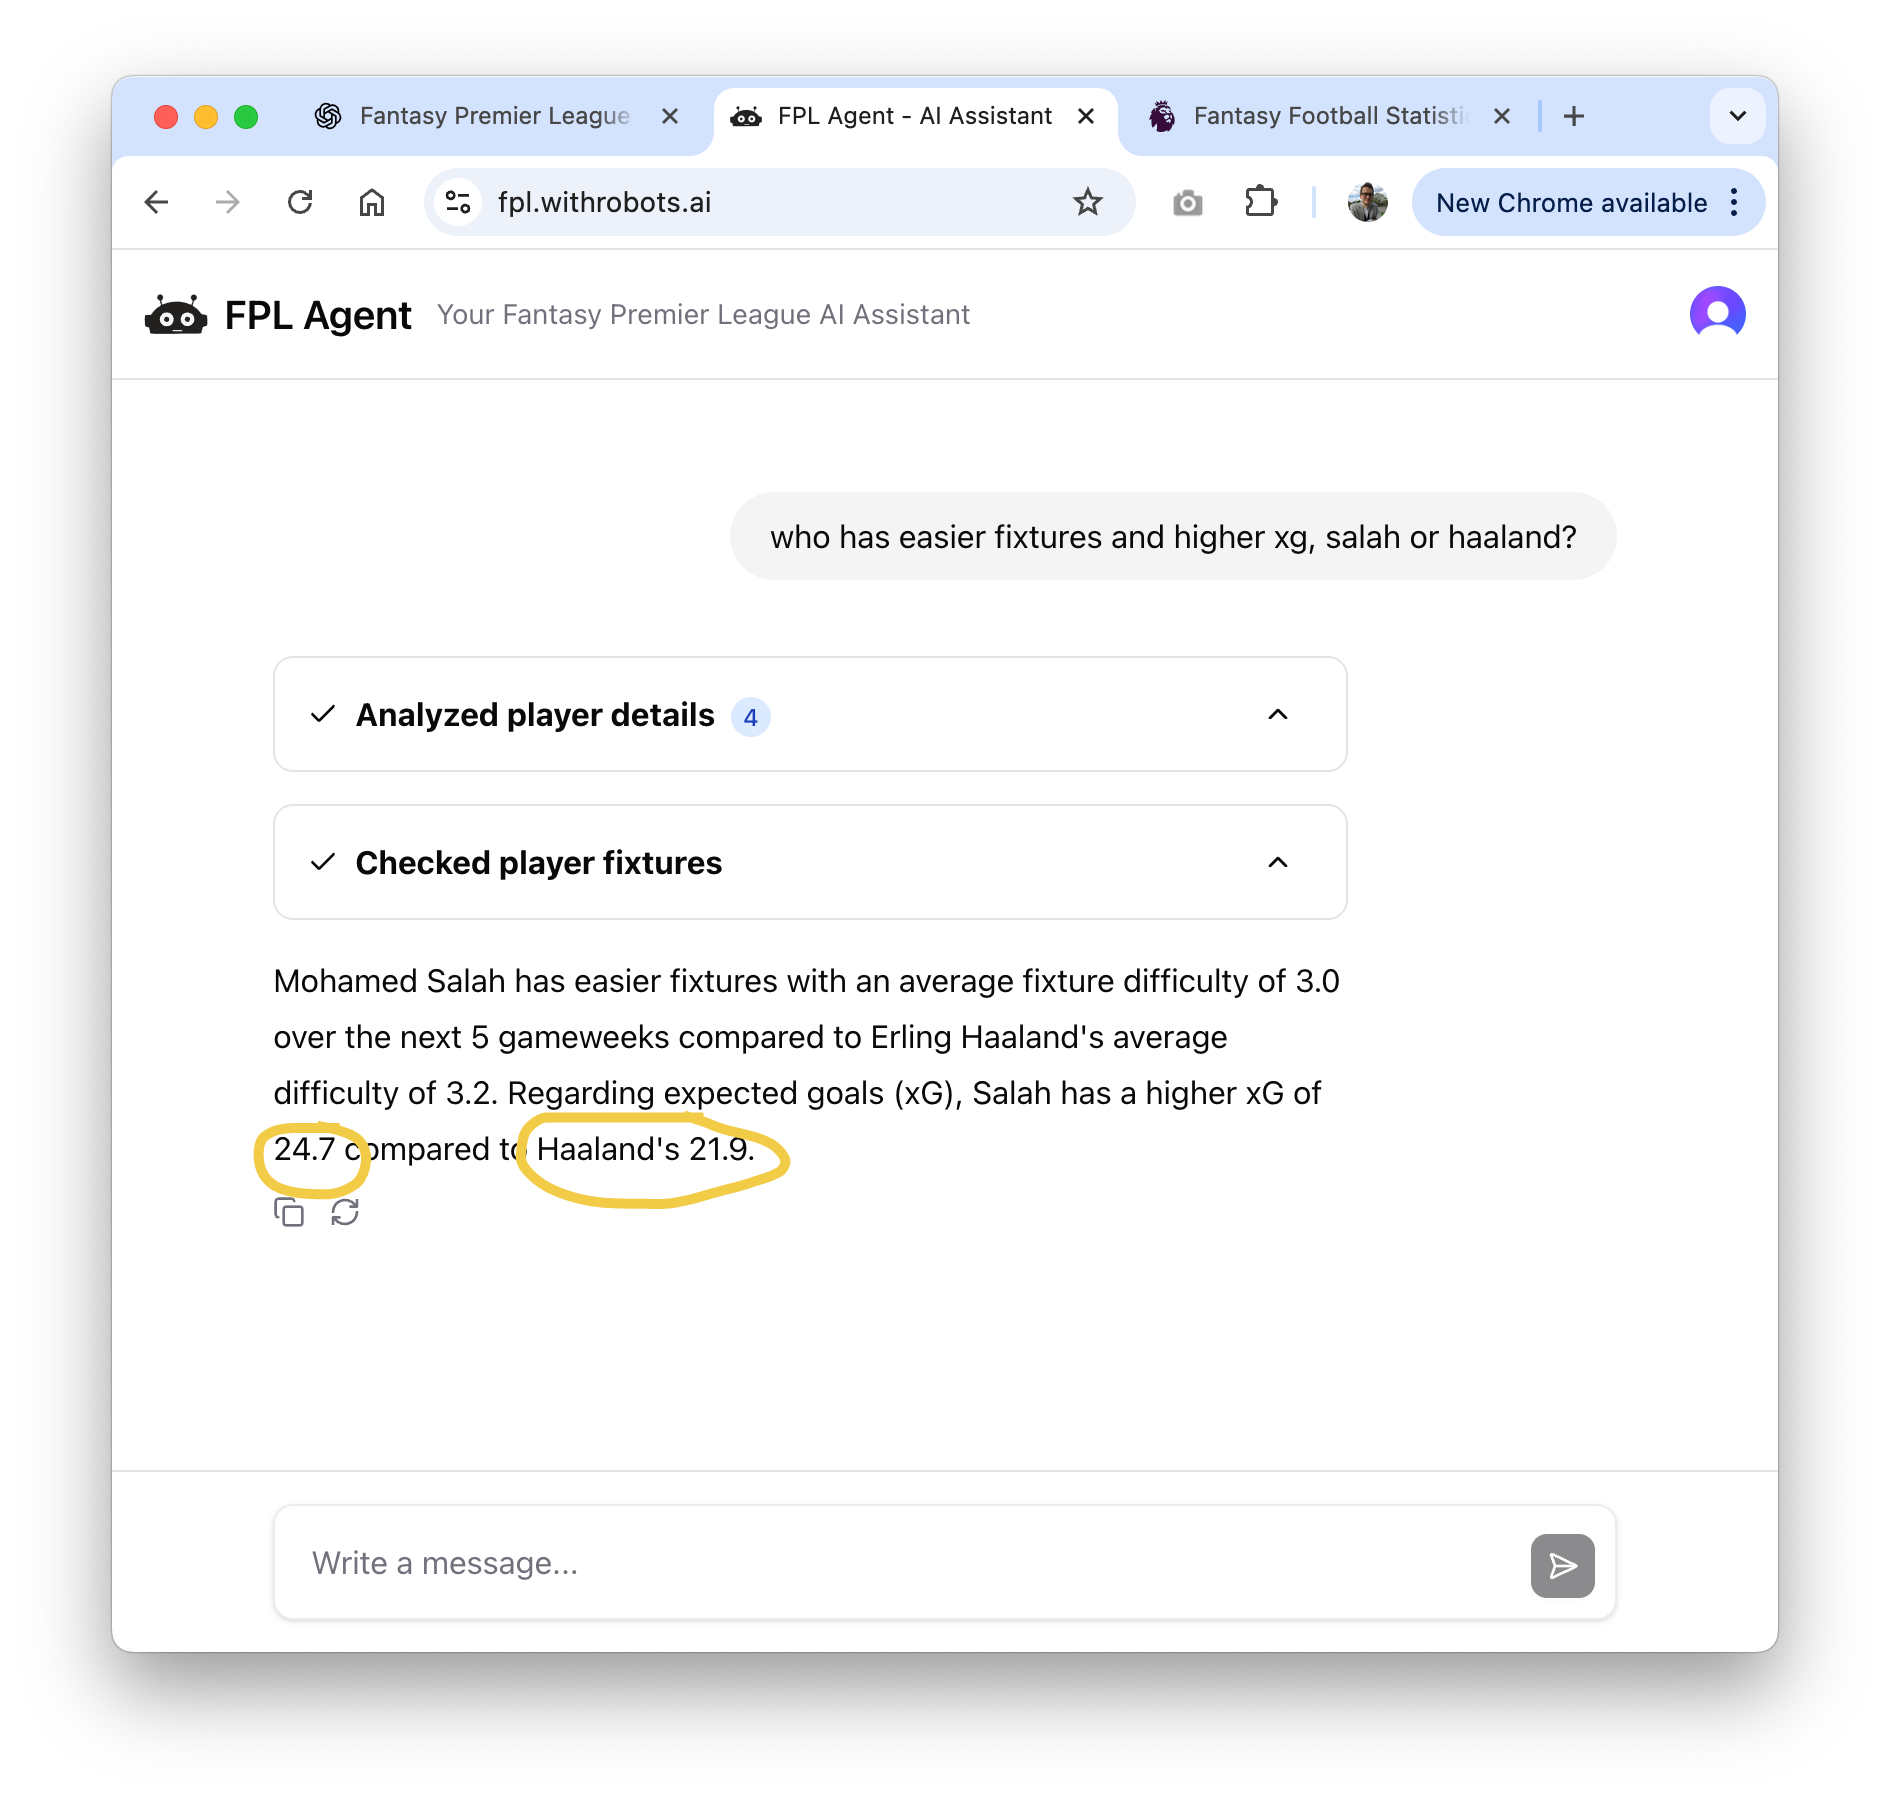 Fantasy Premier League
FPL Agent - AI Assistant
Fantasy Football Statisti
fpl.withrobots.ai
New Chrome available
FPL Agent
Your Fantasy Premier League AI Assistant
who has easier fixtures and higher xg, salah or haaland?
Analyzed player details 4
Checked player fixtures
Mohamed Salah has easier fixtures with an average fixture difficulty of 3.0
over the next 5 gameweeks compared to Erling Haaland's average
difficulty of 3.2. Regarding expected goals (xG), Salah has a higher xG of
24.7 compared to Haaland's 21.9.
Write a message...